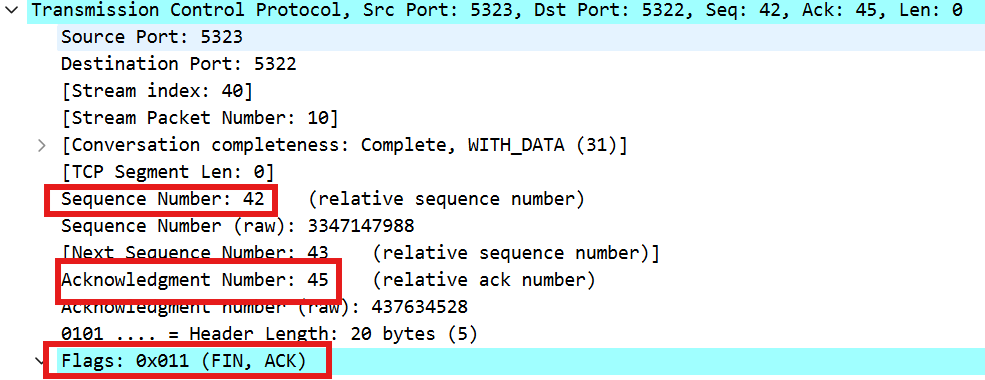 Transmission Control Protocol, Src Port: 5323, Dst Port: 5322, Seq: 42, Ack: 45, Len: 0
Source Port: 5323
Destination Port: 5322
[Stream index: 40]
[Stream Packet Number: 10]
[Conversation completeness: Complete, WITH_DATA (31)]
[TCP Segment Len: 0]
Sequence Number: 42    (relative sequence number)
Sequence Number (raw): 3347147988
[Next Sequence Number: 43    (relative sequence number)]
Acknowledgment Number: 45    (relative ack number)
Acknowledgment number (raw): 437634528
0101 .... = Header Length: 20 bytes (5)
Flags: 0x011 (FIN, ACK)